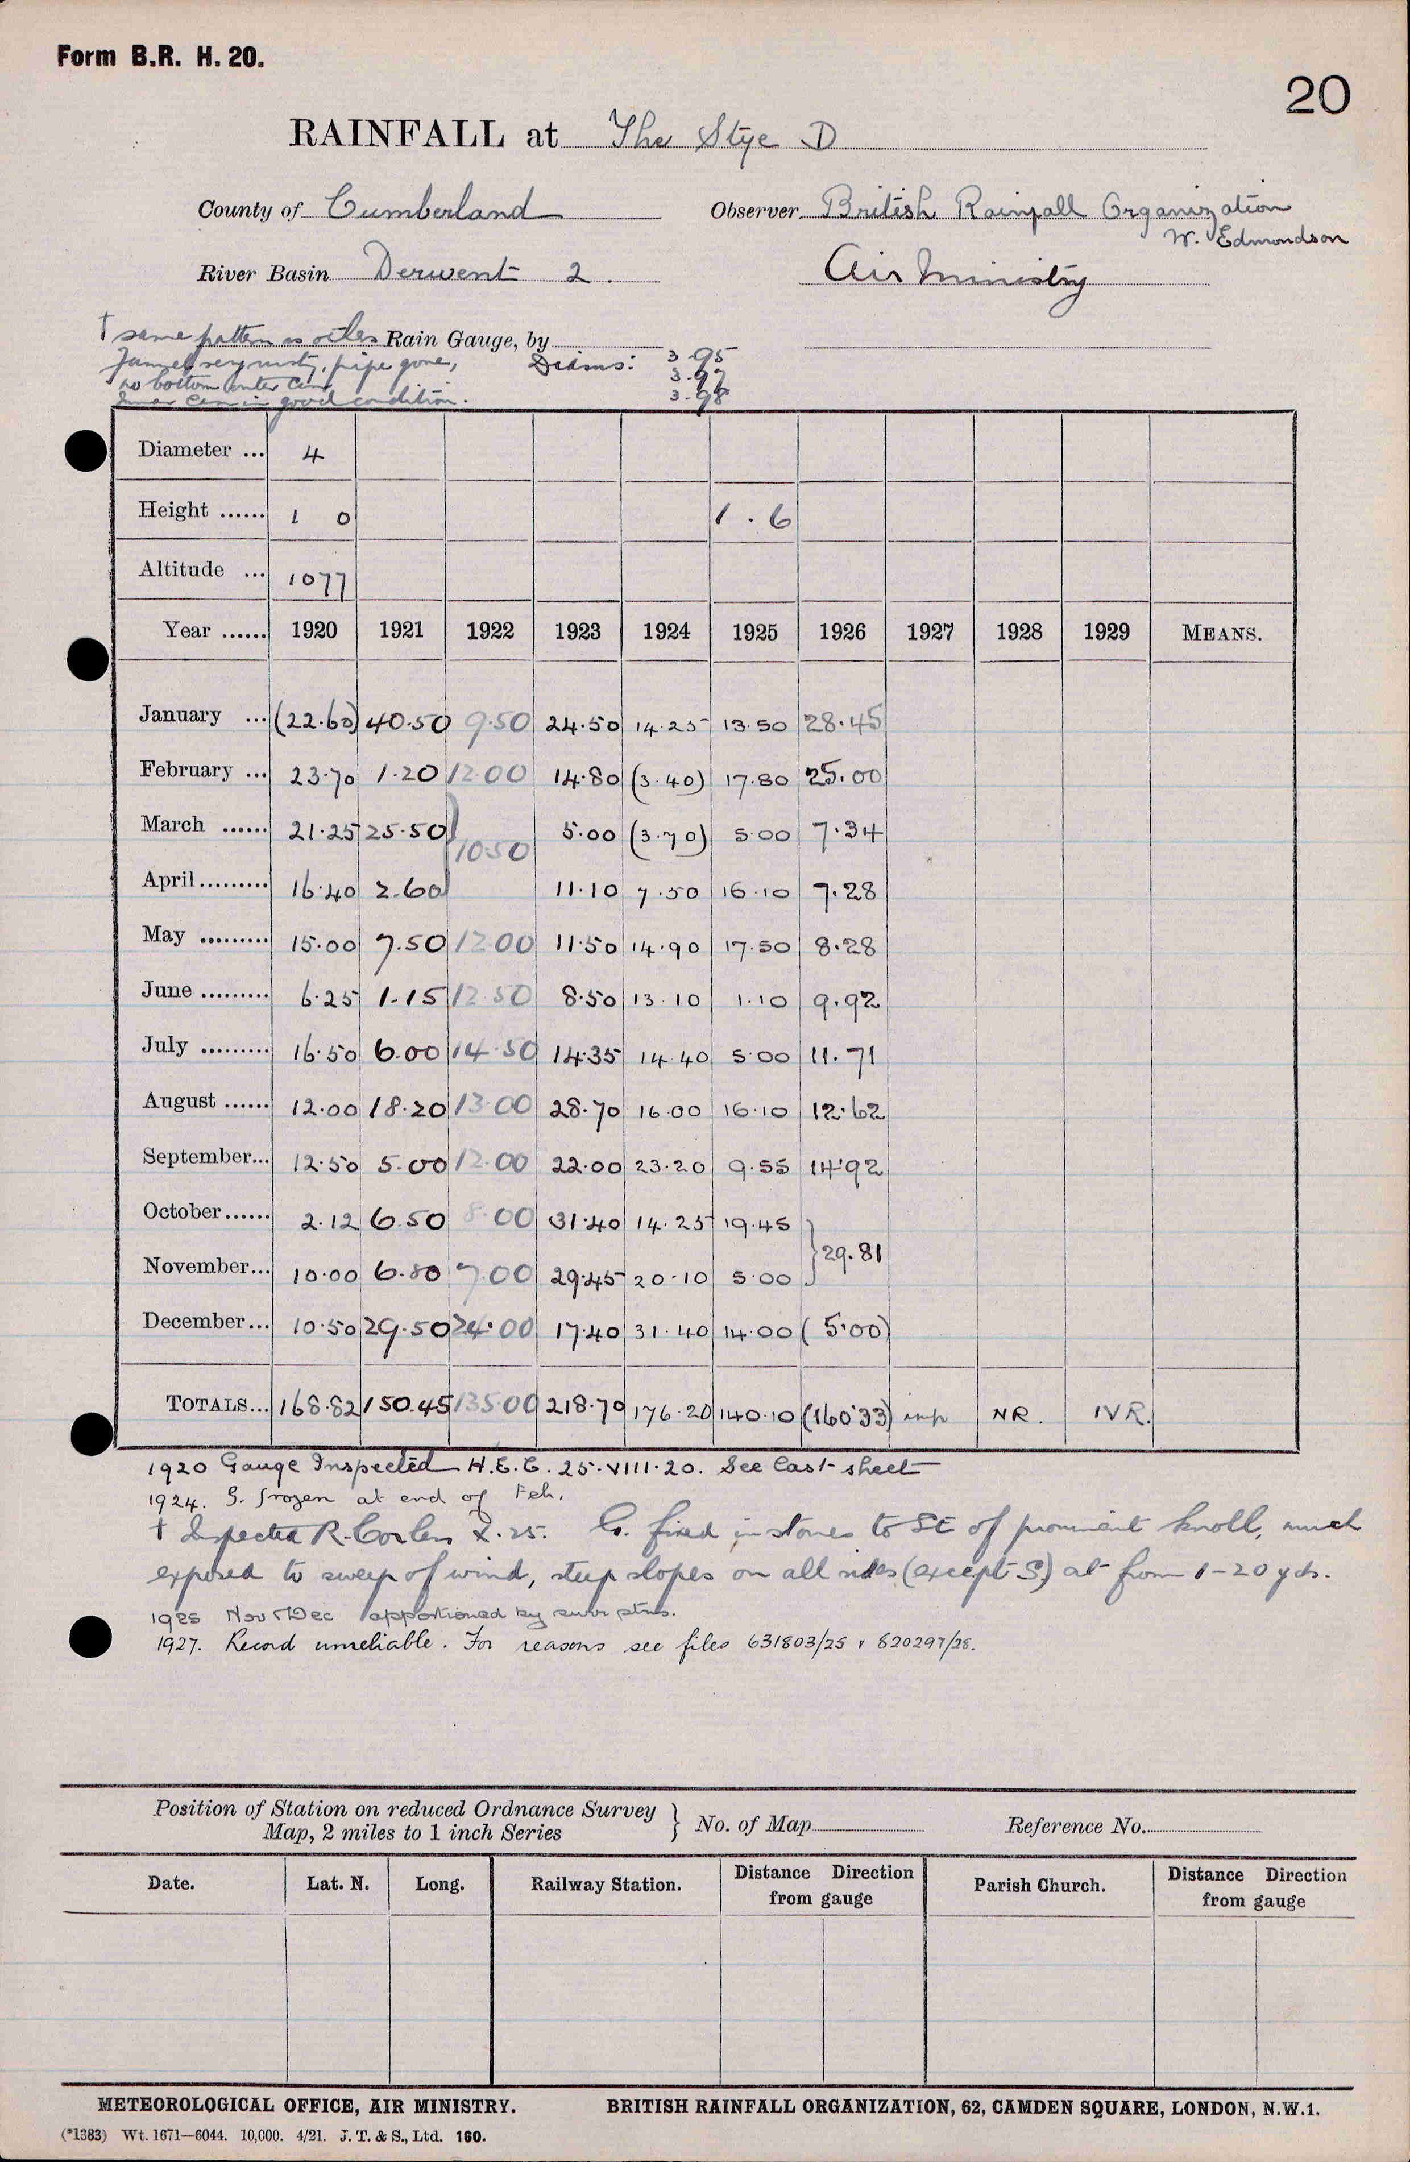 Form B.R. H. 20.
20
RAINFALL at The Stye D
County of Cumberland Observer British Rainfall Organization
W. Edmondson
River Basin Derwent 2. Air Ministry
† same pattern as other Rain Gauge, by
Funnel very rusty, pipe gone, Diams: 3.95
no bottom outer can 3.97
Inner can in good condition. 3.98
Diameter ... 4
Height ...... 1 0 1.6
Altitude ... 1077
Year ...... 1920 1921 1922 1923 1924 1925 1926 1927 1928 1929 MEANS.
January ... (22.60) 40.50 9.50 24.50 14.25 13.50 28.45
February ... 23.70 1.20 12.00 14.80 (3.40) 17.80 25.00
March ...... 21.25 25.50 } 5.00 (3.70) 5.00 7.34
10.50
April ......... 16.40 2.60 11.10 7.50 16.10 7.28
May ......... 15.00 7.50 12.00 11.50 14.90 17.50 8.28
June ......... 6.25 1.15 12.50 8.50 13.10 1.10 9.92
July ......... 16.50 6.00 14.50 14.35 14.40 5.00 11.71
August ...... 12.00 18.20 13.00 28.70 16.00 16.10 12.62
September... 12.50 5.00 12.00 22.00 23.20 9.55 14.92
October...... 2.12 6.50 8.00 31.40 14.25 19.45
} 29.81
November... 10.00 6.80 7.00 29.45 20.10 5.00
December... 10.50 29.50 24.00 17.40 31.40 14.00 (5.00)
TOTALS... 168.82 150.45 135.00 218.70 176.20 140.10 (160.33) imp NR. NR.
1920 Gauge Inspected H.E.C. 25.VIII.20. See last sheet
1924. G. frozen at end of Feb.
† Inspected R. Corless X.25. G. fixed in stones to SE of prominent knoll, much
exposed to sweep of wind, steep slopes on all sides (except S) at from 1-20 yds.
1925 Nov & Dec apportioned by surr stns.
1927. Record unreliable. For reasons see files 631803/25 & 820297/28.
Position of Station on reduced Ordnance Survey
Map, 2 miles to 1 inch Series } No. of Map Reference No.
Date. Lat. N. Long. Railway Station. Distance Direction from gauge Parish Church. Distance Direction from gauge
METEOROLOGICAL OFFICE, AIR MINISTRY. BRITISH RAINFALL ORGANIZATION, 62, CAMDEN SQUARE, LONDON, N.W.1.
(*1383) Wt. 1671—6044. 10,000. 4/21. J. T. & S., Ltd. 160.